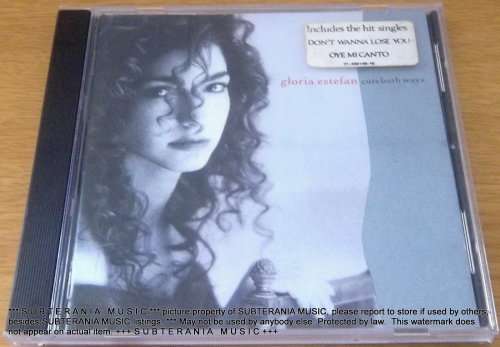 Includes the hit singles
DON'T WANNA LOSE YOU
OYE MI CANTO
gloria estefan cuts both ways
*** S U B T E R A N I A   M U S I C *** picture property of SUBTERANIA MUSIC, please report to store if used by others
besides SUBTERANIA MUSIC listings. *** May not be used by anybody else. Protected by law. This watermark does
not appear on actual item. +++ S U B T E R A N I A   M U S I C +++